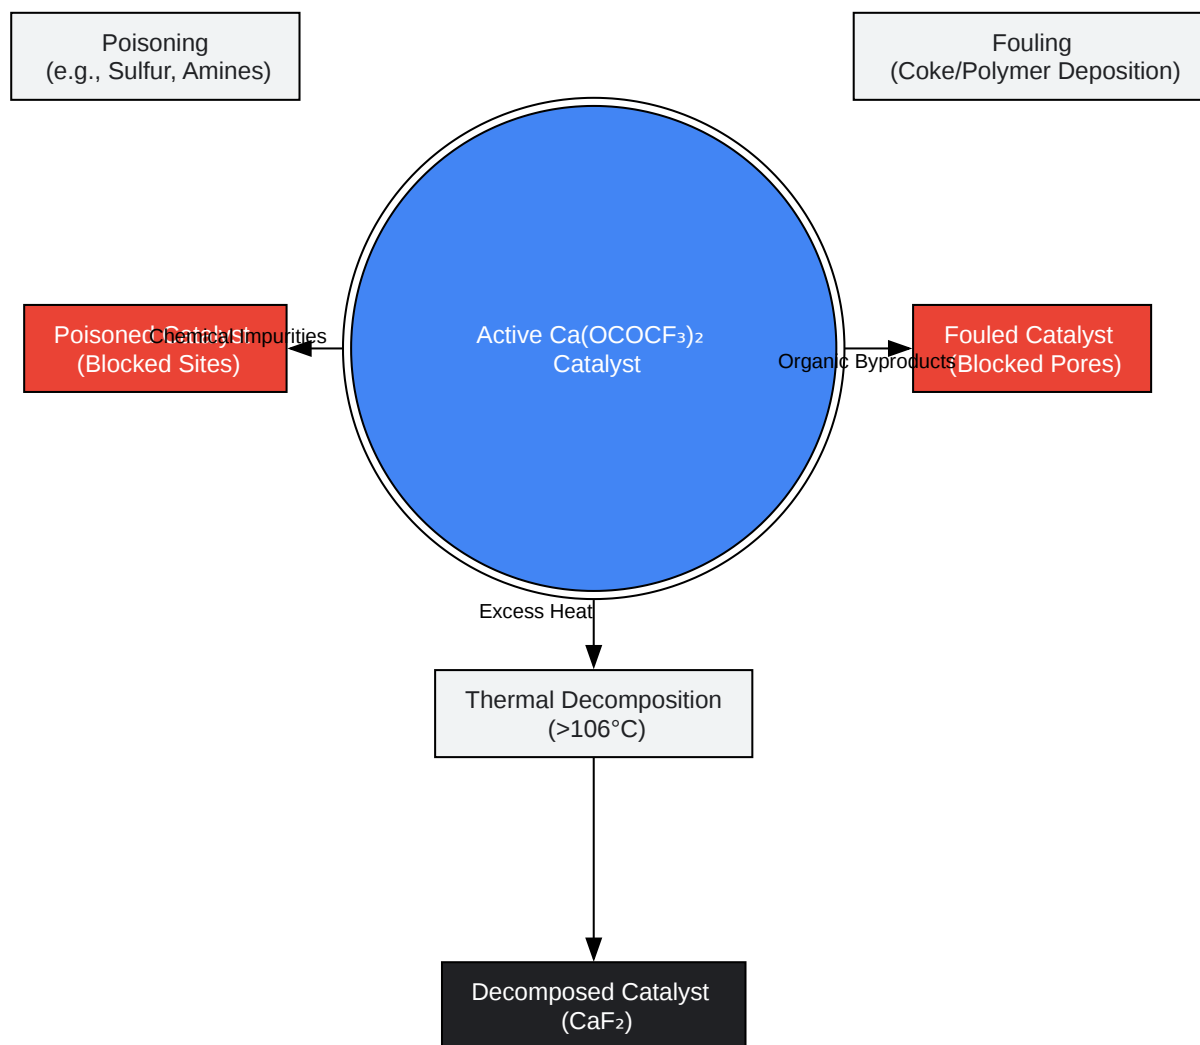 Poisoning
(e.g., Sulfur, Amines)
Fouling
(Coke/Polymer Deposition)
Poisoned Catalyst
(Blocked Sites)
Chemical Impurities
Active Ca(OCOCF₃)₂
Catalyst
Organic Byproducts
Fouled Catalyst
(Blocked Pores)
Excess Heat
Thermal Decomposition
(>106°C)
Decomposed Catalyst
(CaF₂)